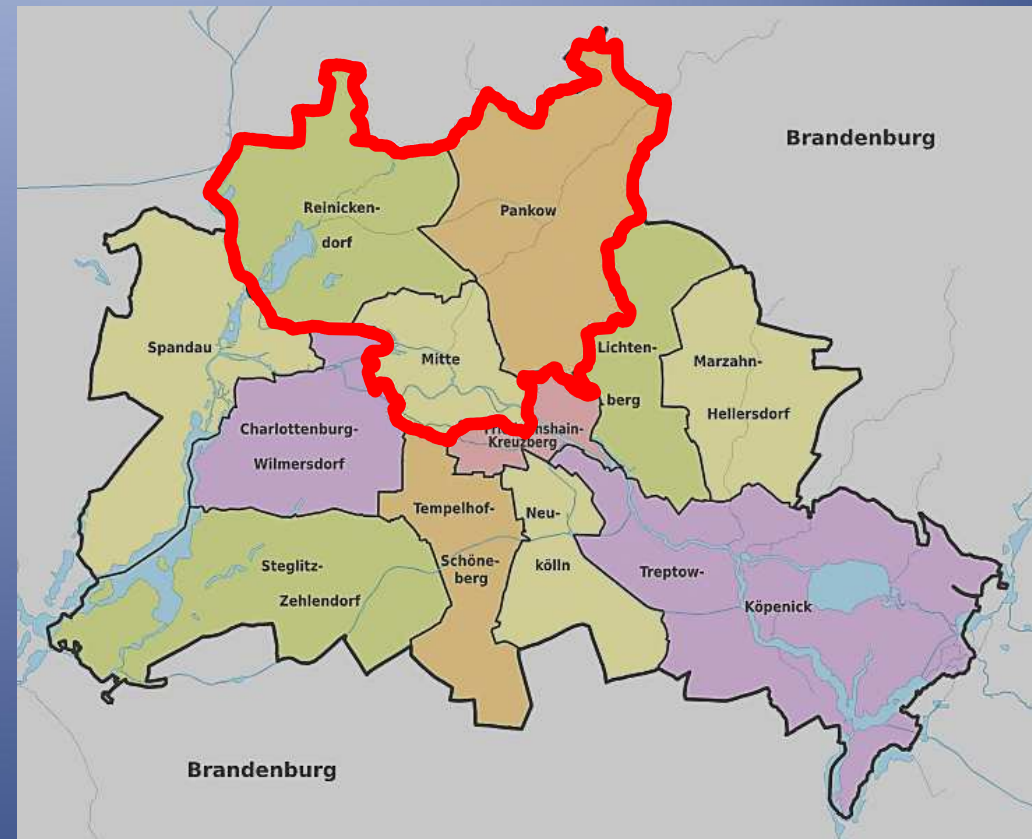 Brandenburg
Reinicken-
dorf
Pankow
Spandau
Mitte
Lichten-
berg
Marzahn-
Hellersdorf
Charlottenburg-
Wilmersdorf
Kreuzberg
Tempelhof-
Schöne-
berg
Neu-
kölln
Steglitz-
Zehlendorf
Treptow-
Köpenick
Brandenburg